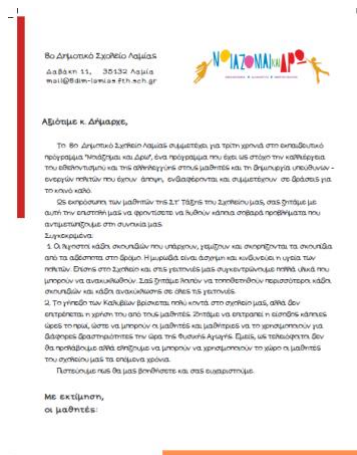 8ο Δημοτικό Σχολείο Λαμίας
Δαβάκη 11, 35132 Λαμία
mail@8dim-lamias.fth.sch.gr
ΝΟΙΑΖΟΜΑΙ ΚΑΙ ΔΡΩ
Αξιότιμε κ. Δήμαρχε,
Το 8ο Δημοτικό Σχολείο Λαμίας συμμετέχει για τρίτη χρονιά στο εκπαιδευτικό
πρόγραμμα "Νοιάζομαι και Δρω", ένα πρόγραμμα που έχει ως στόχο την καλλιέργεια
του εθελοντισμού και της αλληλεγγύης στους μαθητές και τη δημιουργία υπεύθυνων -
ενεργών πολιτών που έχουν άποψη, ενδιαφέρονται και συμμετέχουν σε δράσεις για
το κοινό καλό.
Ως εκπρόσωποι των μαθητών της Στ' Τάξης του Σχολείου μας, σας ζητάμε με
αυτή την επιστολή μας να φροντίσετε να λυθούν κάποια σοβαρά προβλήματα που
αντιμετωπίζουμε στη συνοικία μας.
Συγκεκριμένα:
1. Οι λιγοστοί κάδοι σκουπιδιών που υπάρχουν, γεμίζουν και σκορπίζονται τα σκουπίδια
από τα αδέσποτα στο δρόμο. Η μυρωδιά είναι άσχημη και κινδυνεύει η υγεία των
πολιτών. Επίσης στο Σχολείο και στις γειτονιές μας συγκεντρώνουμε πολλά υλικά που
μπορούν να ανακυκλωθούν. Σας ζητάμε λοιπόν να τοποθετηθούν περισσότεροι κάδοι
σκουπιδιών και κάδοι ανακύκλωσης σε όλες τις γειτονιές.
2. Το γήπεδο των Καλυβίων βρίσκεται πολύ κοντά στο σχολείο μας, αλλά δεν
επιτρέπεται η χρήση του από τους μαθητές. Ζητάμε να επιτραπεί η είσοδος κάποιες
ώρες το πρωί, ώστε να μπορούν οι μαθητές και μαθήτριες να το χρησιμοποιούν για
διάφορες δραστηριότητες την ώρα της Φυσικής Αγωγής. Εμείς, ως τελειόφοιτοι δεν
θα προλάβουμε αλλά ελπίζουμε να μπορούν να χρησιμοποιούν το χώρο οι μαθητές
του σχολείου μας τα επόμενα χρόνια.
Πιστεύουμε πως θα μας βοηθήσετε και σας ευχαριστούμε.
Με εκτίμηση,
οι μαθητές: